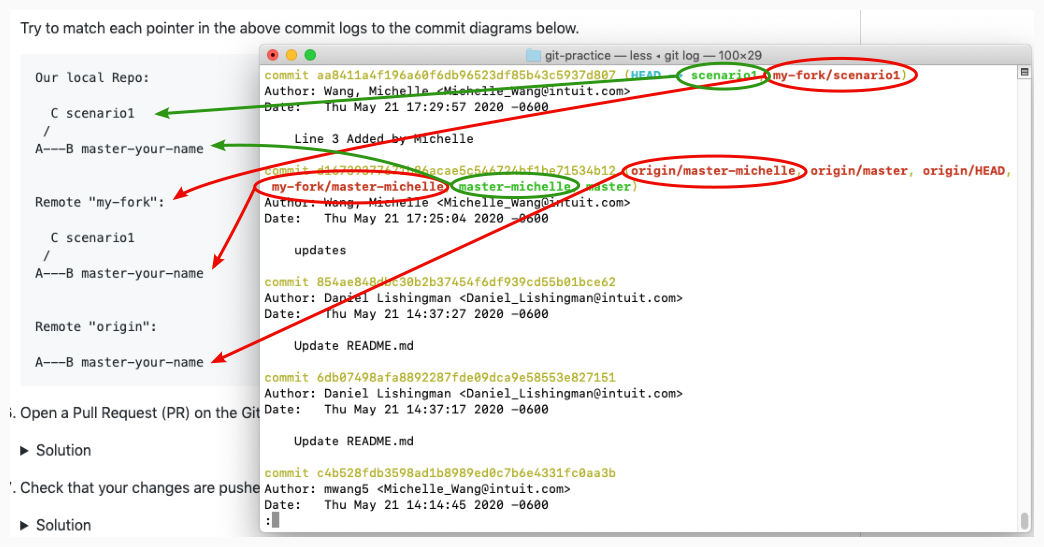 Try to match each pointer in the above commit logs to the commit diagrams below.
Our local Repo:
C scenario1
/
A---B master-your-name
Remote "my-fork":
C scenario1
/
A---B master-your-name
Remote "origin":
A---B master-your-name
. Open a Pull Request (PR) on the Git
▶ Solution
. Check that your changes are pushe
▶ Solution
git-practice — less ◂ git log — 100×29
commit aa8411a4f196a60f6db96523df85b43c5937d807 (HEAD scenario1 my-fork/scenario1)
Author: Wang, Michelle <Michelle_Wang@intuit.com>
Date: Thu May 21 17:29:57 2020 -0600
Line 3 Added by Michelle
commit (origin/master-michelle, origin/master, origin/HEAD,
my-fork/master-michelle master-michelle, master)
Author: Wang, Michelle <Michelle_Wang@intuit.com>
Date: Thu May 21 17:25:04 2020 -0600
updates
commit 854ae848dbc30b2b37454f6df939cd55b01bce62
Author: Daniel Lishingman <Daniel_Lishingman@intuit.com>
Date: Thu May 21 14:37:27 2020 -0600
Update README.md
commit 6db07498afa8892287fde09dca9e58553e827151
Author: Daniel Lishingman <Daniel_Lishingman@intuit.com>
Date: Thu May 21 14:37:17 2020 -0600
Update README.md
commit c4b528fdb3598ad1b8989ed0c7b6e4331fc0aa3b
Author: mwang5 <Michelle_Wang@intuit.com>
Date: Thu May 21 14:14:45 2020 -0600
: